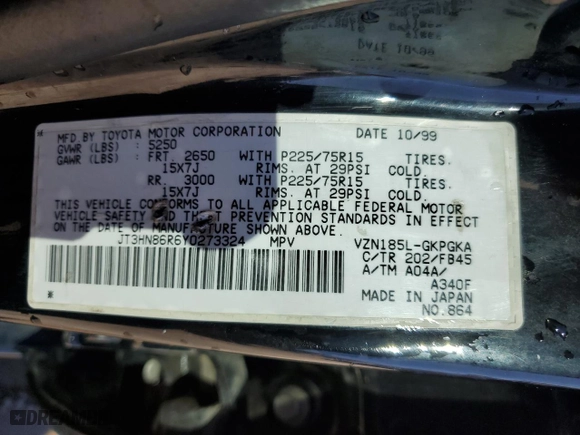 MFD.BY TOYOTA MOTOR CORPORATION DATE 10/99
GVWR (LBS) : 5250
GAWR (LBS) : FRT. 2650 WITH P225/75R15 TIRES.
15X7J RIMS. AT 29PSI COLD.
RR. 3000 WITH P225/75R15 TIRES.
15X7J RIMS. AT 29PSI COLD.
THIS VEHICLE CONFORMS TO ALL APPLICABLE FEDERAL MOTOR
VEHICLE SAFETY AND THEFT PREVENTION STANDARDS IN EFFECT
ON THE DATE OF MANUFACTURE SHOWN ABOVE.
JT3HN86R6Y0273324 MPV VZN185L-GKPGKA
C/TR 202/FB45
A/TM A04A/
A340F
MADE IN JAPAN
NO.864